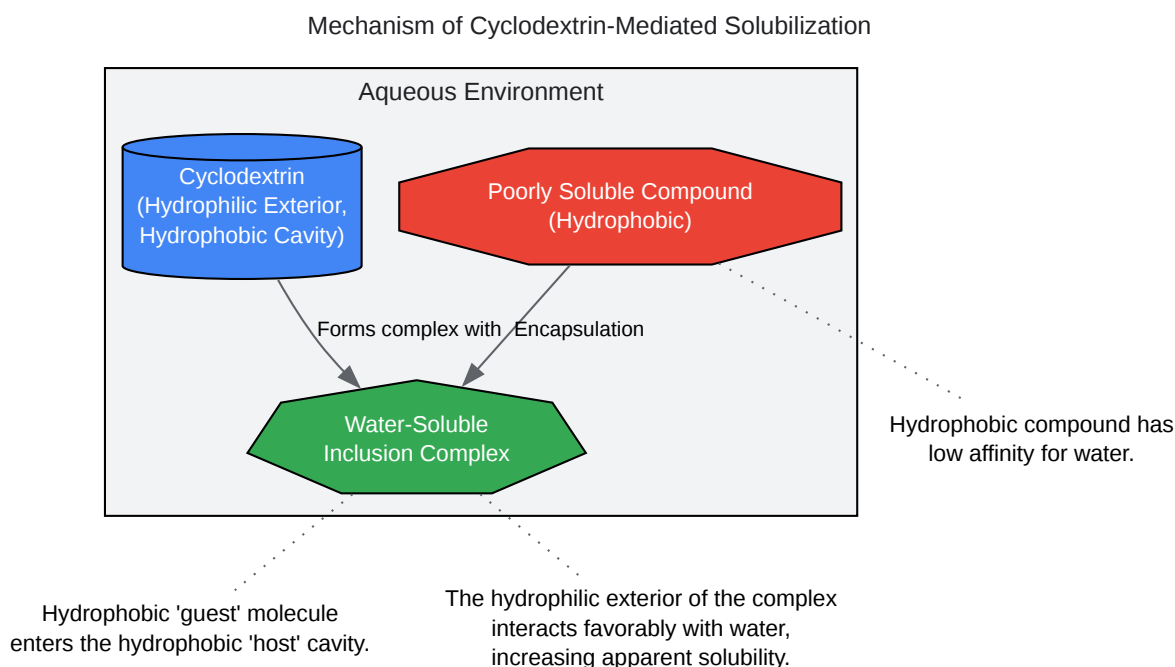 Mechanism of Cyclodextrin-Mediated Solubilization
Aqueous Environment
Cyclodextrin
(Hydrophilic Exterior,
Hydrophobic Cavity)
Poorly Soluble Compound
(Hydrophobic)
Forms complex with
Encapsulation
Water-Soluble
Inclusion Complex
Hydrophobic compound has
low affinity for water.
Hydrophobic 'guest' molecule
enters the hydrophobic 'host' cavity.
The hydrophilic exterior of the complex
interacts favorably with water,
increasing apparent solubility.